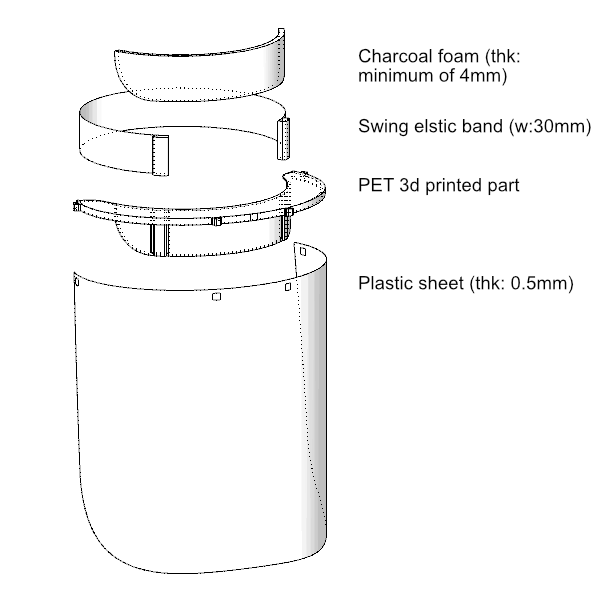 Charcoal foam (thk:
minimum of 4mm)
Swing elstic band (w:30mm)
PET 3d printed part
Plastic sheet (thk: 0.5mm)